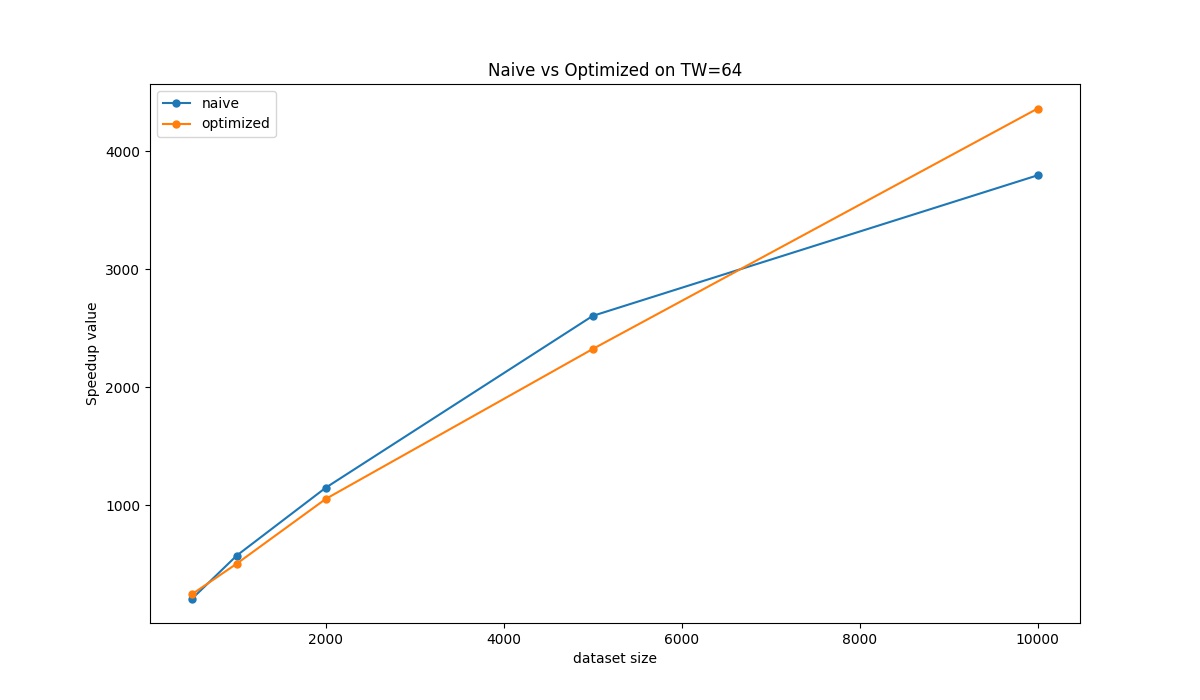 Naive vs Optimized on TW=64
naive
optimized
4000
3000
2000
1000
Speedup value
2000
4000
6000
8000
10000
dataset size